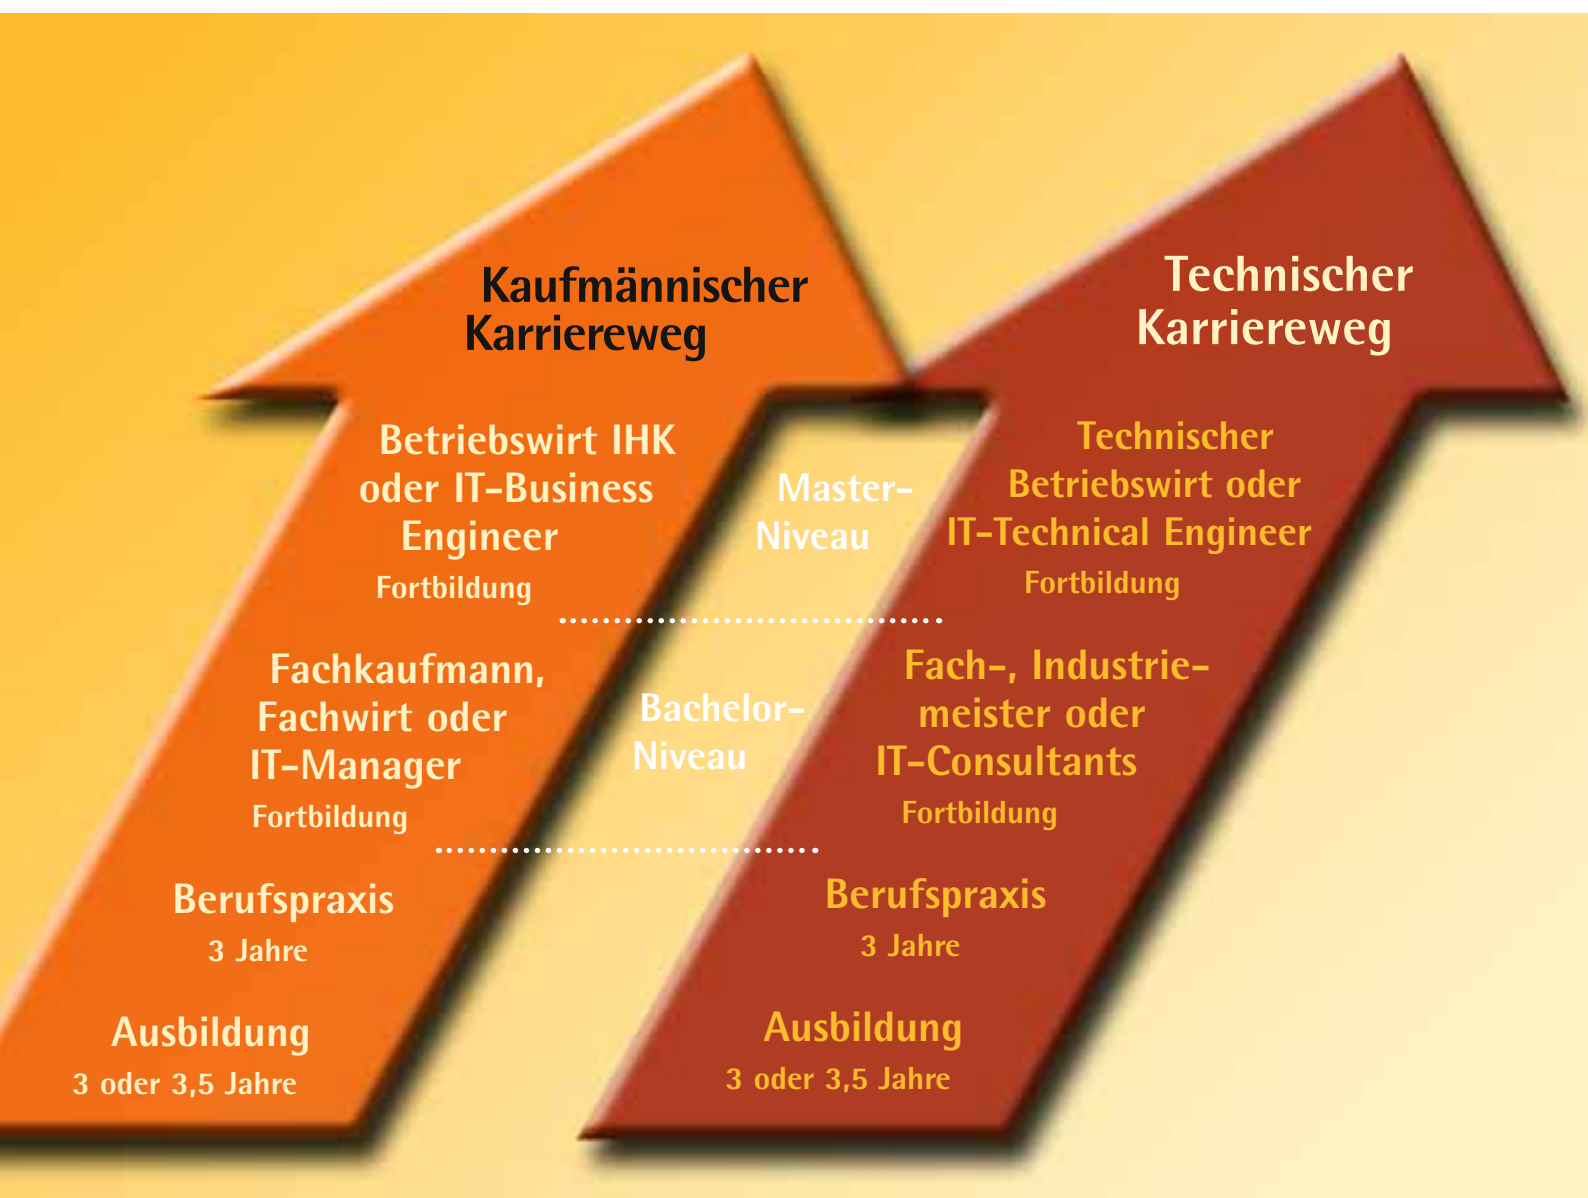 Kaufmännischer
Karriereweg
Betriebswirt IHK
oder IT-Business
Engineer
Fortbildung
Fachkaufmann,
Fachwirt oder
IT-Manager
Fortbildung
Berufspraxis
3 Jahre
Ausbildung
3 oder 3,5 Jahre
Master-
Niveau
Bachelor-
Niveau
Technischer
Karriereweg
Technischer
Betriebswirt oder
IT-Technical Engineer
Fortbildung
Fach-, Industrie-
meister oder
IT-Consultants
Fortbildung
Berufspraxis
3 Jahre
Ausbildung
3 oder 3,5 Jahre